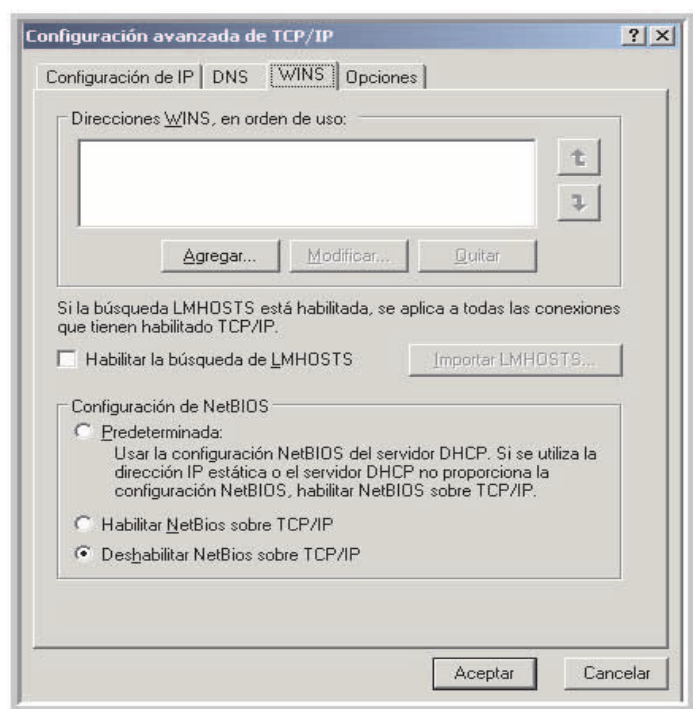 Configuración avanzada de TCP/IP
Configuración de IP DNS WINS Opciones
Direcciones WINS, en orden de uso:
Agregar... Modificar... Quitar
Si la búsqueda LMHOSTS está habilitada, se aplica a todas las conexiones
que tienen habilitado TCP/IP.
Habilitar la búsqueda de LMHOSTS Importar LMHOSTS...
Configuración de NetBIOS
Predeterminada:
Usar la configuración NetBIOS del servidor DHCP. Si se utiliza la
dirección IP estática o el servidor DHCP no proporciona la
configuración NetBIOS, habilitar NetBIOS sobre TCP/IP.
Habilitar NetBios sobre TCP/IP
Deshabilitar NetBios sobre TCP/IP
Aceptar Cancelar